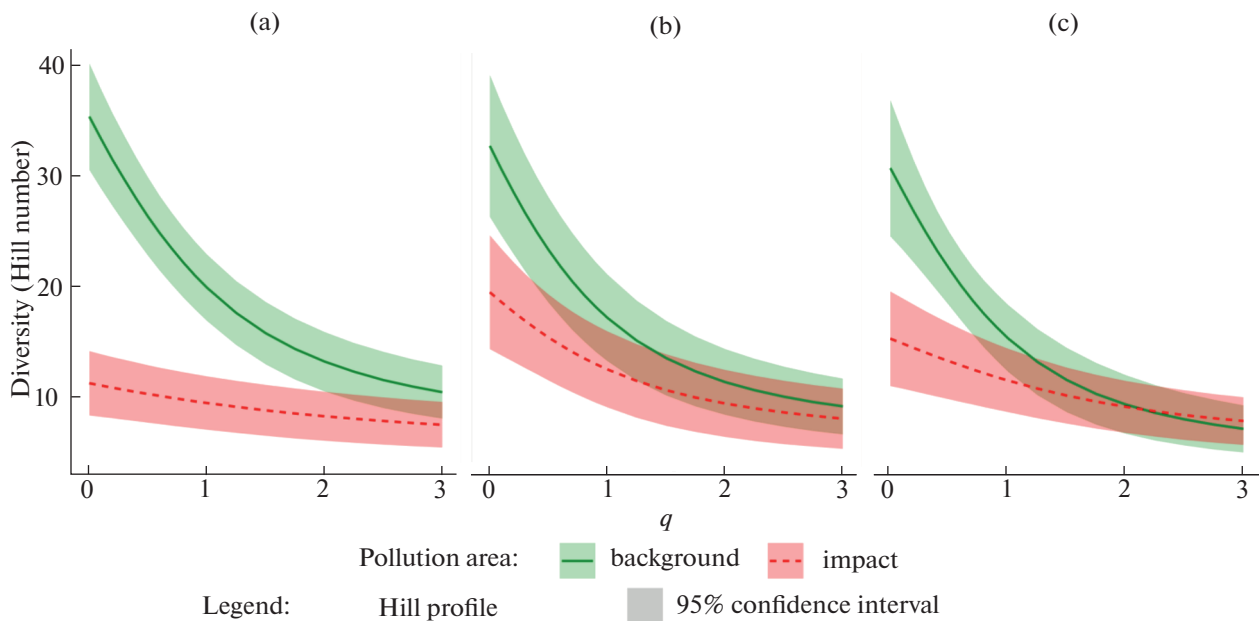 (a) (b) (c)
Diversity (Hill number)
40
30
20
10
0 1 2 3 0 1 2 3 0 1 2 3
q
Pollution area: background impact
Legend: Hill profile 95% confidence interval